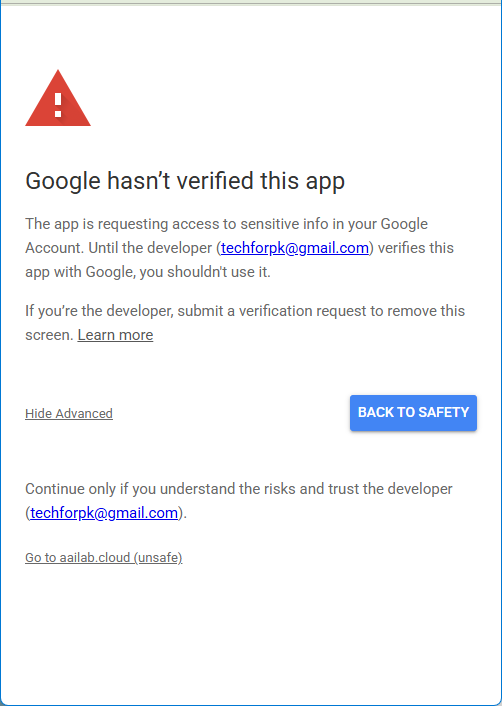 Google hasn’t verified this app
The app is requesting access to sensitive info in your Google
Account. Until the developer (techforpk@gmail.com) verifies this
app with Google, you shouldn't use it.
If you’re the developer, submit a verification request to remove this
screen. Learn more
Hide Advanced
BACK TO SAFETY
Continue only if you understand the risks and trust the developer
(techforpk@gmail.com).
Go to aailab.cloud (unsafe)